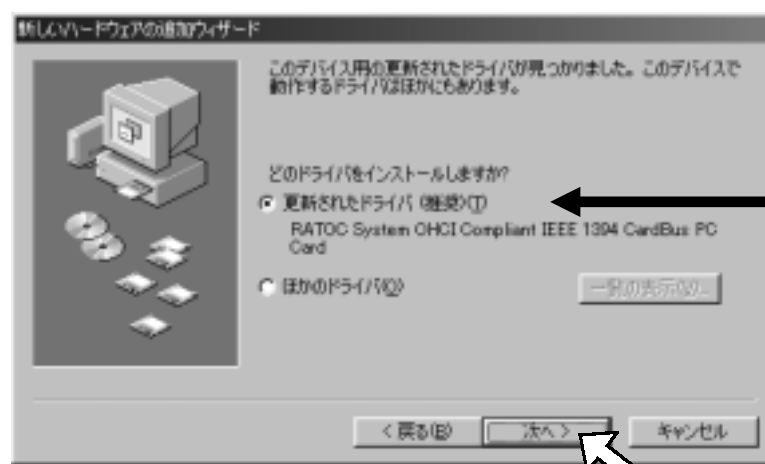 新しいハードウェアの追加ウィザード
このデバイス用の更新されたドライバが見つかりました。このデバイスで
動作するドライバはほかにもあります。
どのドライバをインストールしますか?
更新されたドライバ (推奨)(T)
RATOC System OHCI Compliant IEEE 1394 CardBus PC
Card
ほかのドライバ(O)
一覧の表示(V)...
< 戻る(B)
次へ >
キャンセル